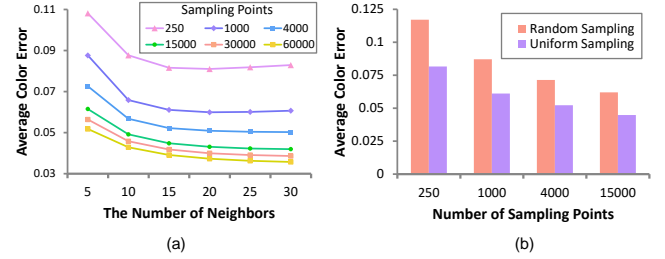 Average Color Error
0.11
0.09
0.07
0.05
0.03
Sampling Points
250 1000 4000
15000 30000 60000
5 10 15 20 25 30
The Number of Neighbors
(a)
Average Color Error
0.125
0.1
0.075
0.05
0.025
0
Random Sampling
Uniform Sampling
250 1000 4000 15000
Number of Sampling Points
(b)